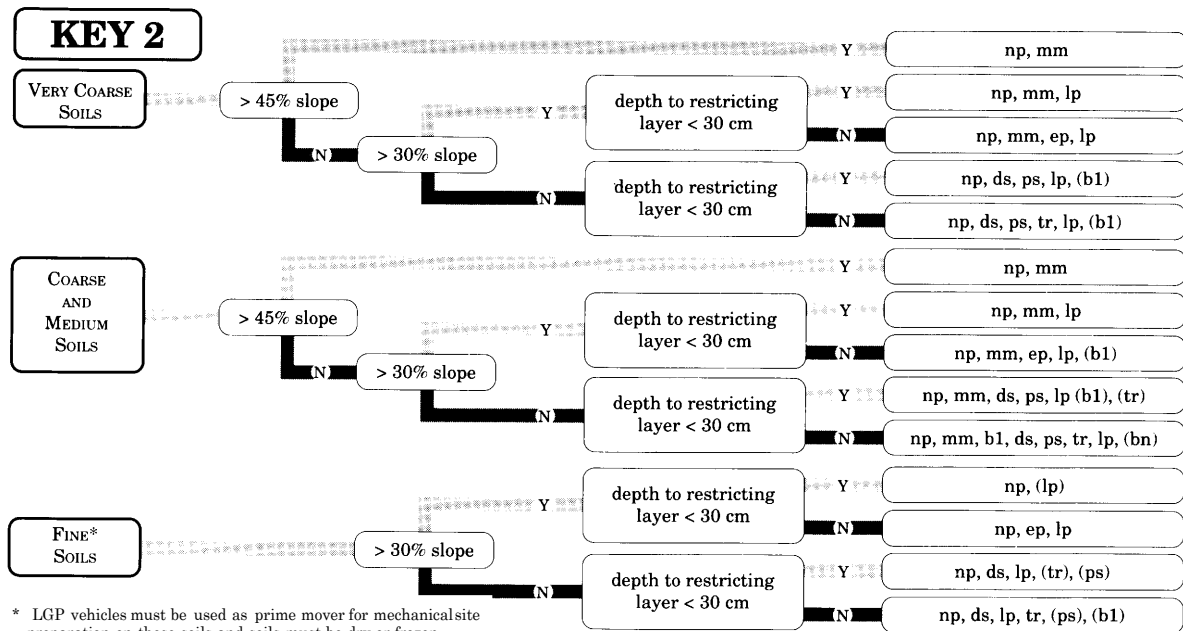 KEY 2
VERY COARSE
SOILS
> 45% slope
N
> 30% slope
Y
np, mm
Y
depth to restricting
layer < 30 cm
Y
np, mm, lp
N
np, mm, ep, lp
N
depth to restricting
layer < 30 cm
Y
np, ds, ps, lp, (b1)
N
np, ds, ps, tr, lp, (b1)
COARSE
AND
MEDIUM
SOILS
> 45% slope
N
> 30% slope
Y
np, mm
Y
depth to restricting
layer < 30 cm
Y
np, mm, lp
N
np, mm, ep, lp, (b1)
N
depth to restricting
layer < 30 cm
Y
np, mm, ds, ps, lp (b1), (tr)
N
np, mm, b1, ds, ps, tr, lp, (bn)
FINE*
SOILS
> 30% slope
Y
depth to restricting
layer < 30 cm
Y
np, (lp)
N
np, ep, lp
N
depth to restricting
layer < 30 cm
Y
np, ds, lp, (tr), (ps)
N
np, ds, lp, tr, (ps), (b1)
* LGP vehicles must be used as prime mover for mechanicalsite